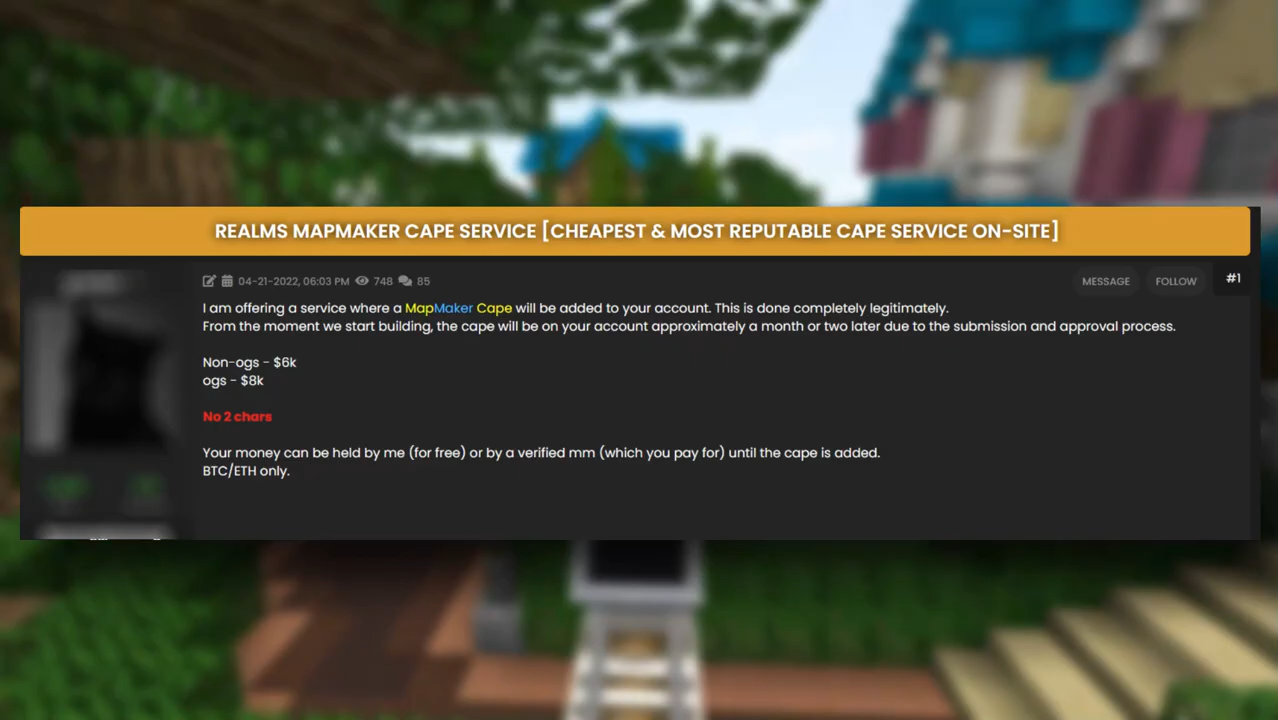 REALMS MAPMAKER CAPE SERVICE [CHEAPEST & MOST REPUTABLE CAPE SERVICE ON-SITE]
04-21-2022, 06:03 PM 748 85
MESSAGE FOLLOW #1
I am offering a service where a MapMaker Cape will be added to your account. This is done completely legitimately.
From the moment we start building, the cape will be on your account approximately a month or two later due to the submission and approval process.
Non-ogs - $6k
ogs - $8k
No 2 chars
Your money can be held by me (for free) or by a verified mm (which you pay for) until the cape is added.
BTC/ETH only.